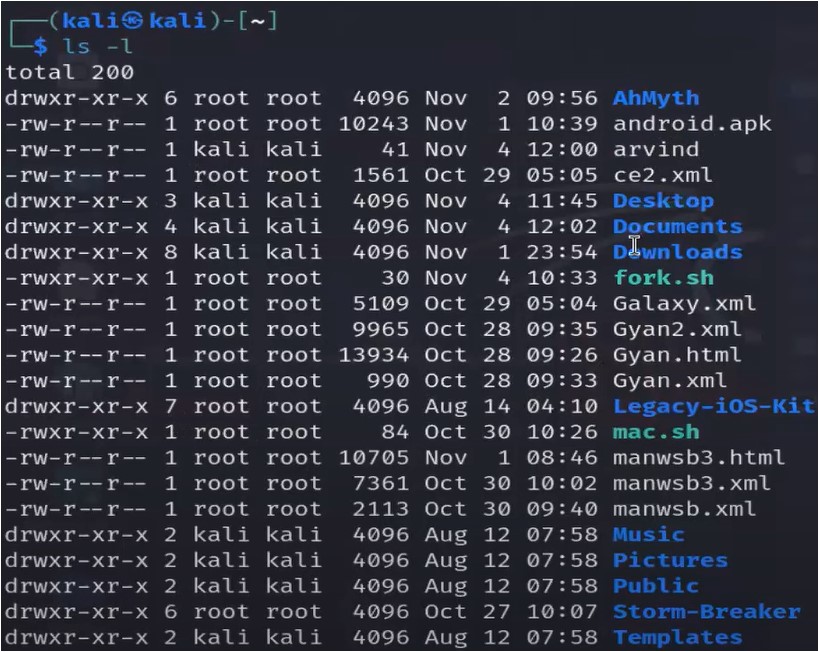 ┌──(kali㉿kali)-[~]
└─$ ls -l
total 200
drwxr-xr-x 6 root root  4096 Nov  2 09:56 AhMyth
-rw-r--r-- 1 root root 10243 Nov  1 10:39 android.apk
-rw-r--r-- 1 kali kali    41 Nov  4 12:00 arvind
-rw-r--r-- 1 root root  1561 Oct 29 05:05 ce2.xml
drwxr-xr-x 3 kali kali  4096 Nov  4 11:45 Desktop
drwxr-xr-x 4 kali kali  4096 Nov  4 12:02 Documents
drwxr-xr-x 8 kali kali  4096 Nov  1 23:54 Downloads
-rwxr-xr-x 1 root root    30 Nov  4 10:33 fork.sh
-rw-r--r-- 1 root root  5109 Oct 29 05:04 Galaxy.xml
-rw-r--r-- 1 root root  9965 Oct 28 09:35 Gyan2.xml
-rw-r--r-- 1 root root 13934 Oct 28 09:26 Gyan.html
-rw-r--r-- 1 root root   990 Oct 28 09:33 Gyan.xml
drwxr-xr-x 7 root root  4096 Aug 14 04:10 Legacy-iOS-Kit
-rwxr-xr-x 1 root root    84 Oct 30 10:26 mac.sh
-rw-r--r-- 1 root root 10705 Nov  1 08:46 manwsb3.html
-rw-r--r-- 1 root root  7361 Oct 30 10:02 manwsb3.xml
-rw-r--r-- 1 root root  2113 Oct 30 09:40 manwsb.xml
drwxr-xr-x 2 kali kali  4096 Aug 12 07:58 Music
drwxr-xr-x 2 kali kali  4096 Aug 12 07:58 Pictures
drwxr-xr-x 2 kali kali  4096 Aug 12 07:58 Public
drwxr-xr-x 6 root root  4096 Oct 27 10:07 Storm-Breaker
drwxr-xr-x 2 kali kali  4096 Aug 12 07:58 Templates